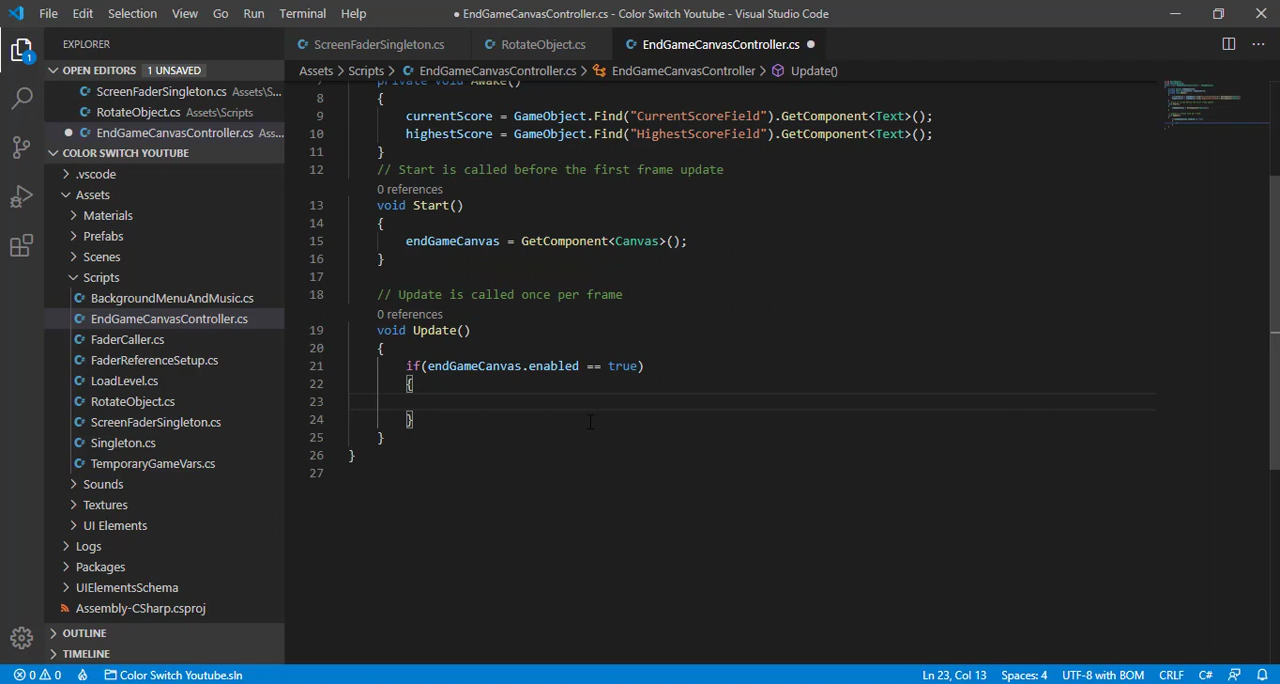 File Edit Selection View Go Run Terminal Help
● EndGameCanvasController.cs - Color Switch Youtube - Visual Studio Code
EXPLORER
OPEN EDITORS 1 UNSAVED
ScreenFaderSingleton.cs Assets\S...
RotateObject.cs Assets\Scripts
● EndGameCanvasController.cs Ass...
COLOR SWITCH YOUTUBE
.vscode
Assets
Materials
Prefabs
Scenes
Scripts
BackgroundMenuAndMusic.cs
EndGameCanvasController.cs
FaderCaller.cs
FaderReferenceSetup.cs
LoadLevel.cs
RotateObject.cs
ScreenFaderSingleton.cs
Singleton.cs
TemporaryGameVars.cs
Sounds
Textures
UI Elements
Logs
Packages
UIElementsSchema
Assembly-CSharp.csproj
OUTLINE
TIMELINE
1
ScreenFaderSingleton.cs RotateObject.cs EndGameCanvasController.cs ●
Assets > Scripts > EndGameCanvasController.cs > EndGameCanvasController > Update()
7 private void Awake()
8 {
9 currentScore = GameObject.Find("CurrentScoreField").GetComponent<Text>();
10 highestScore = GameObject.Find("HighestScoreField").GetComponent<Text>();
11 }
12 // Start is called before the first frame update
0 references
13 void Start()
14 {
15 endGameCanvas = GetComponent<Canvas>();
16 }
17
18 // Update is called once per frame
0 references
19 void Update()
20 {
21 if(endGameCanvas.enabled == true)
22 {
23
24 }
25 }
26 }
27
0 0 Color Switch Youtube.sln Ln 23, Col 13 Spaces: 4 UTF-8 with BOM CRLF C#